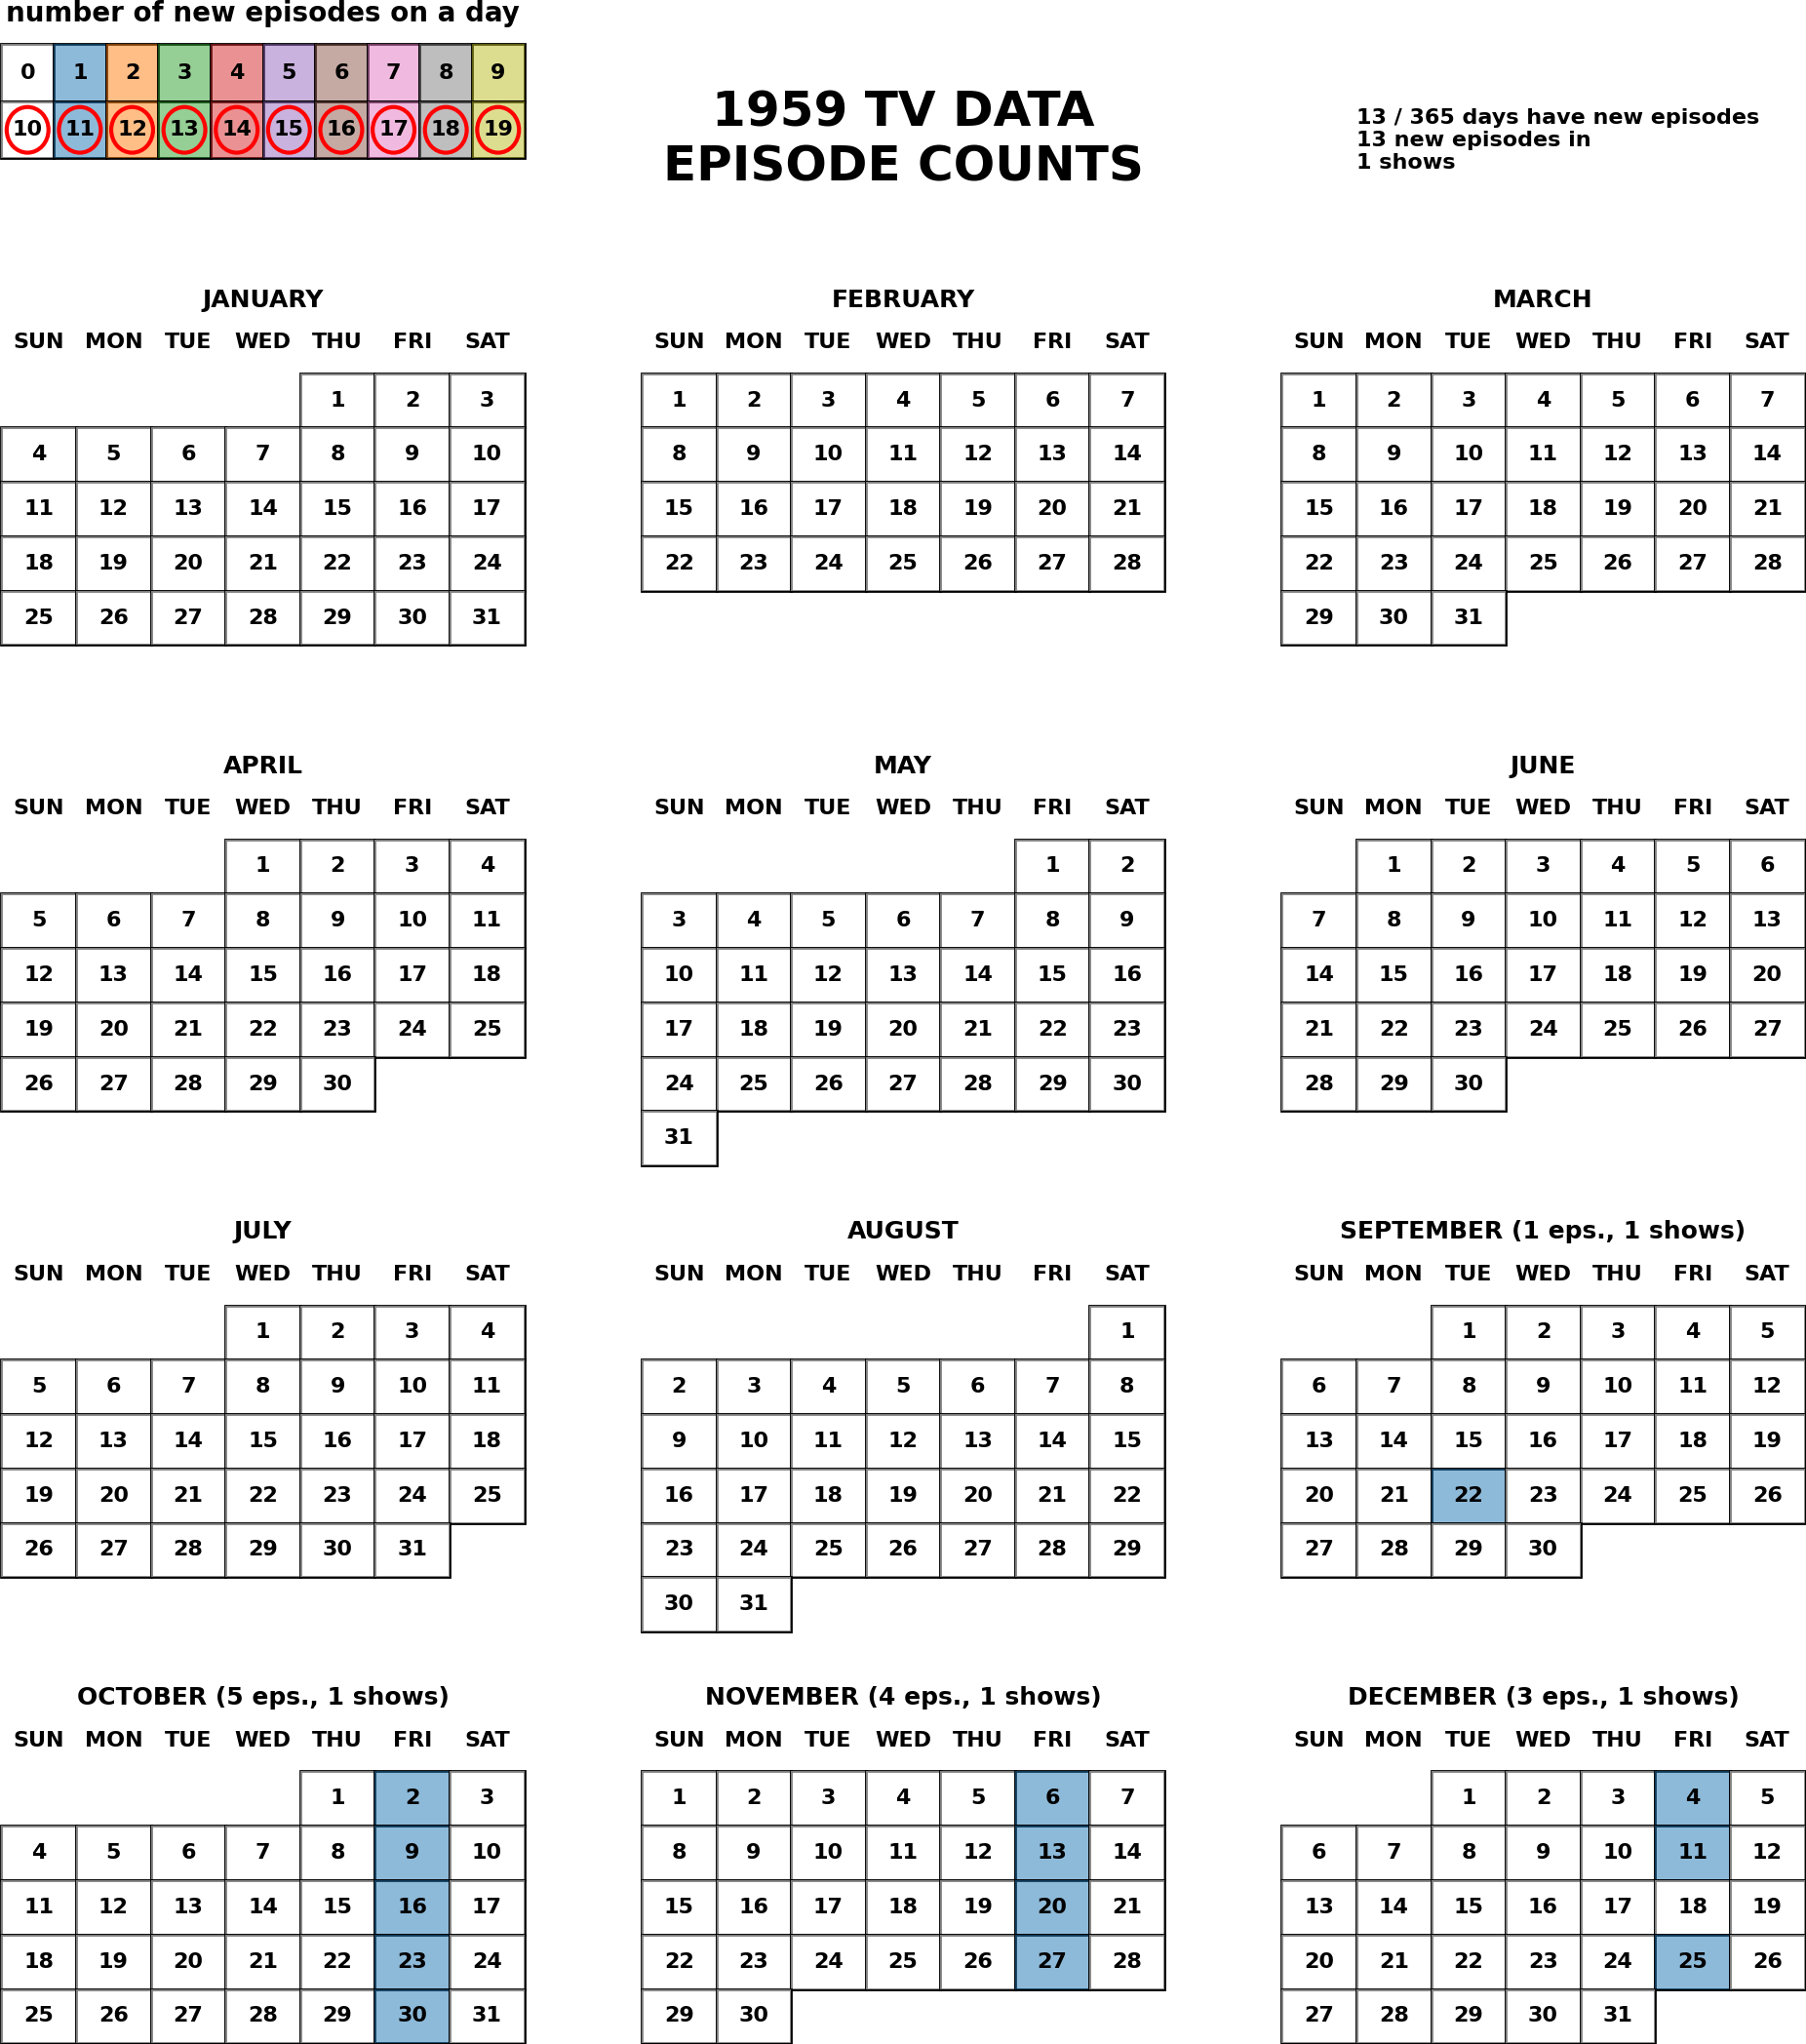 number of new episodes on a day
0 1 2 3 4 5 6 7 8 9
10 11 12 13 14 15 16 17 18 19
1959 TV DATA
EPISODE COUNTS
13 / 365 days have new episodes
13 new episodes in
1 shows
JANUARY
SUN MON TUE WED THU FRI SAT
1 2 3
4 5 6 7 8 9 10
11 12 13 14 15 16 17
18 19 20 21 22 23 24
25 26 27 28 29 30 31
FEBRUARY
SUN MON TUE WED THU FRI SAT
1 2 3 4 5 6 7
8 9 10 11 12 13 14
15 16 17 18 19 20 21
22 23 24 25 26 27 28
MARCH
SUN MON TUE WED THU FRI SAT
1 2 3 4 5 6 7
8 9 10 11 12 13 14
15 16 17 18 19 20 21
22 23 24 25 26 27 28
29 30 31
APRIL
SUN MON TUE WED THU FRI SAT
1 2 3 4
5 6 7 8 9 10 11
12 13 14 15 16 17 18
19 20 21 22 23 24 25
26 27 28 29 30
MAY
SUN MON TUE WED THU FRI SAT
1 2
3 4 5 6 7 8 9
10 11 12 13 14 15 16
17 18 19 20 21 22 23
24 25 26 27 28 29 30
31
JUNE
SUN MON TUE WED THU FRI SAT
1 2 3 4 5 6
7 8 9 10 11 12 13
14 15 16 17 18 19 20
21 22 23 24 25 26 27
28 29 30
JULY
SUN MON TUE WED THU FRI SAT
1 2 3 4
5 6 7 8 9 10 11
12 13 14 15 16 17 18
19 20 21 22 23 24 25
26 27 28 29 30 31
AUGUST
SUN MON TUE WED THU FRI SAT
1
2 3 4 5 6 7 8
9 10 11 12 13 14 15
16 17 18 19 20 21 22
23 24 25 26 27 28 29
30 31
SEPTEMBER (1 eps., 1 shows)
SUN MON TUE WED THU FRI SAT
1 2 3 4 5
6 7 8 9 10 11 12
13 14 15 16 17 18 19
20 21 22 23 24 25 26
27 28 29 30
OCTOBER (5 eps., 1 shows)
SUN MON TUE WED THU FRI SAT
1 2 3
4 5 6 7 8 9 10
11 12 13 14 15 16 17
18 19 20 21 22 23 24
25 26 27 28 29 30 31
NOVEMBER (4 eps., 1 shows)
SUN MON TUE WED THU FRI SAT
1 2 3 4 5 6 7
8 9 10 11 12 13 14
15 16 17 18 19 20 21
22 23 24 25 26 27 28
29 30
DECEMBER (3 eps., 1 shows)
SUN MON TUE WED THU FRI SAT
1 2 3 4 5
6 7 8 9 10 11 12
13 14 15 16 17 18 19
20 21 22 23 24 25 26
27 28 29 30 31